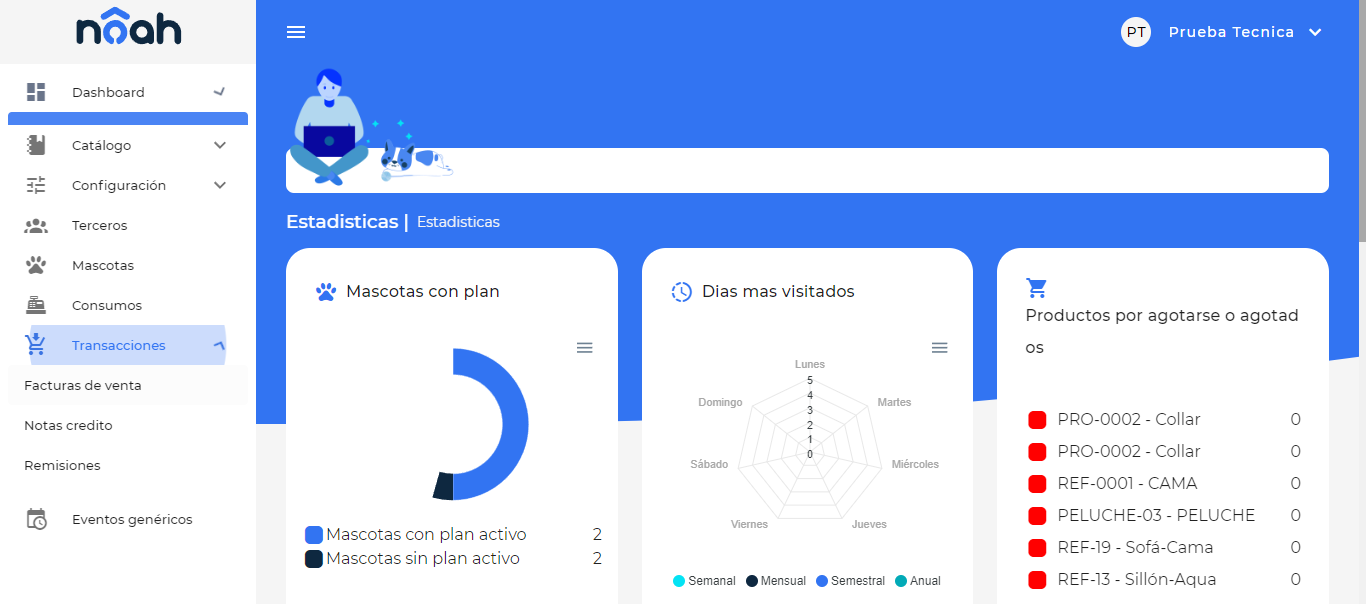 nôah
PT Prueba Tecnica
Dashboard
Catálogo
Configuración
Terceros
Mascotas
Consumos
Transacciones
Facturas de venta
Notas credito
Remisiones
Eventos genéricos
Estadisticas | Estadisticas
Mascotas con plan
Mascotas con plan activo 2
Mascotas sin plan activo 2
Dias mas visitados
Lunes
5
Domingo 4 Martes
3
2
1
Sábado 0 Miércoles
Viernes Jueves
Semanal Mensual Semestral Anual
Productos por agotarse o agotad
os
PRO-0002 - Collar 0
PRO-0002 - Collar 0
REF-0001 - CAMA 0
PELUCHE-03 - PELUCHE 0
REF-19 - Sofá-Cama 0
REF-13 - Sillón-Aqua 0